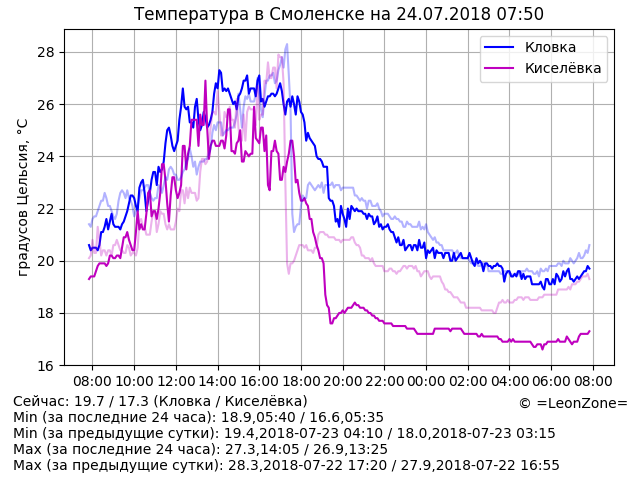 Температура в Смоленске на 24.07.2018 07:50
Кловка
Киселёвка
градусов Цельсия, °C
28
26
24
22
20
18
16
08:00 10:00 12:00 14:00 16:00 18:00 20:00 22:00 00:00 02:00 04:00 06:00 08:00
Сейчас: 19.7 / 17.3 (Кловка / Киселёвка)
© =LeonZone=
Min (за последние 24 часа): 18.9,05:40 / 16.6,05:35
Min (за предыдущие сутки): 19.4,2018-07-23 04:10 / 18.0,2018-07-23 03:15
Max (за последние 24 часа): 27.3,14:05 / 26.9,13:25
Max (за предыдущие сутки): 28.3,2018-07-22 17:20 / 27.9,2018-07-22 16:55